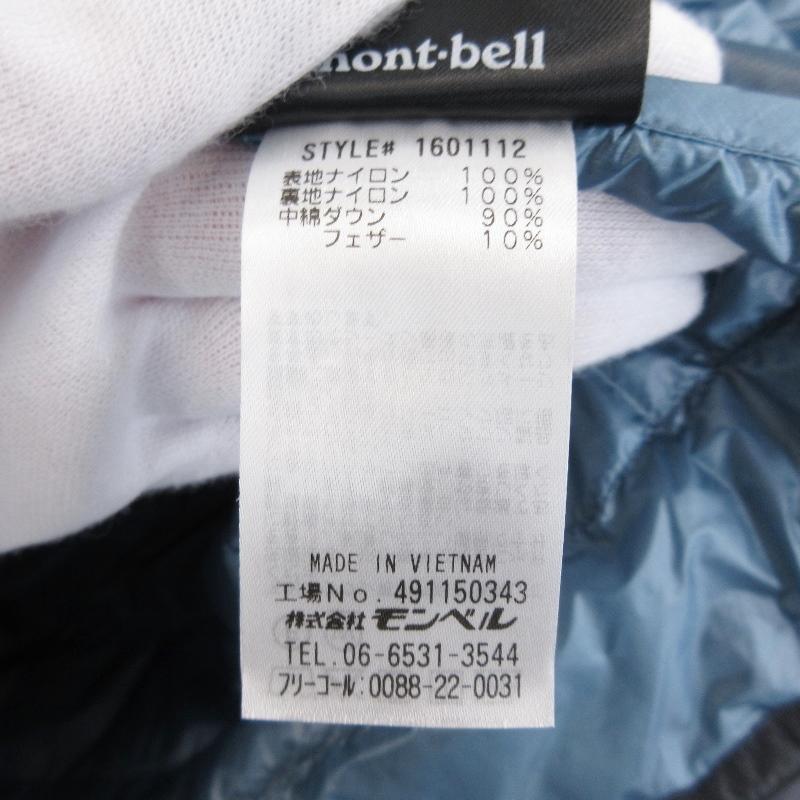 mont·bell
STYLE# 1601112
表地ナイロン 100%
裏地ナイロン 100%
中綿ダウン 90%
フェザー 10%
MADE IN VIETNAM
工場No. 491150343
株式会社モンベル
TEL. 06-6531-3544
フリーコール:0088-22-0031